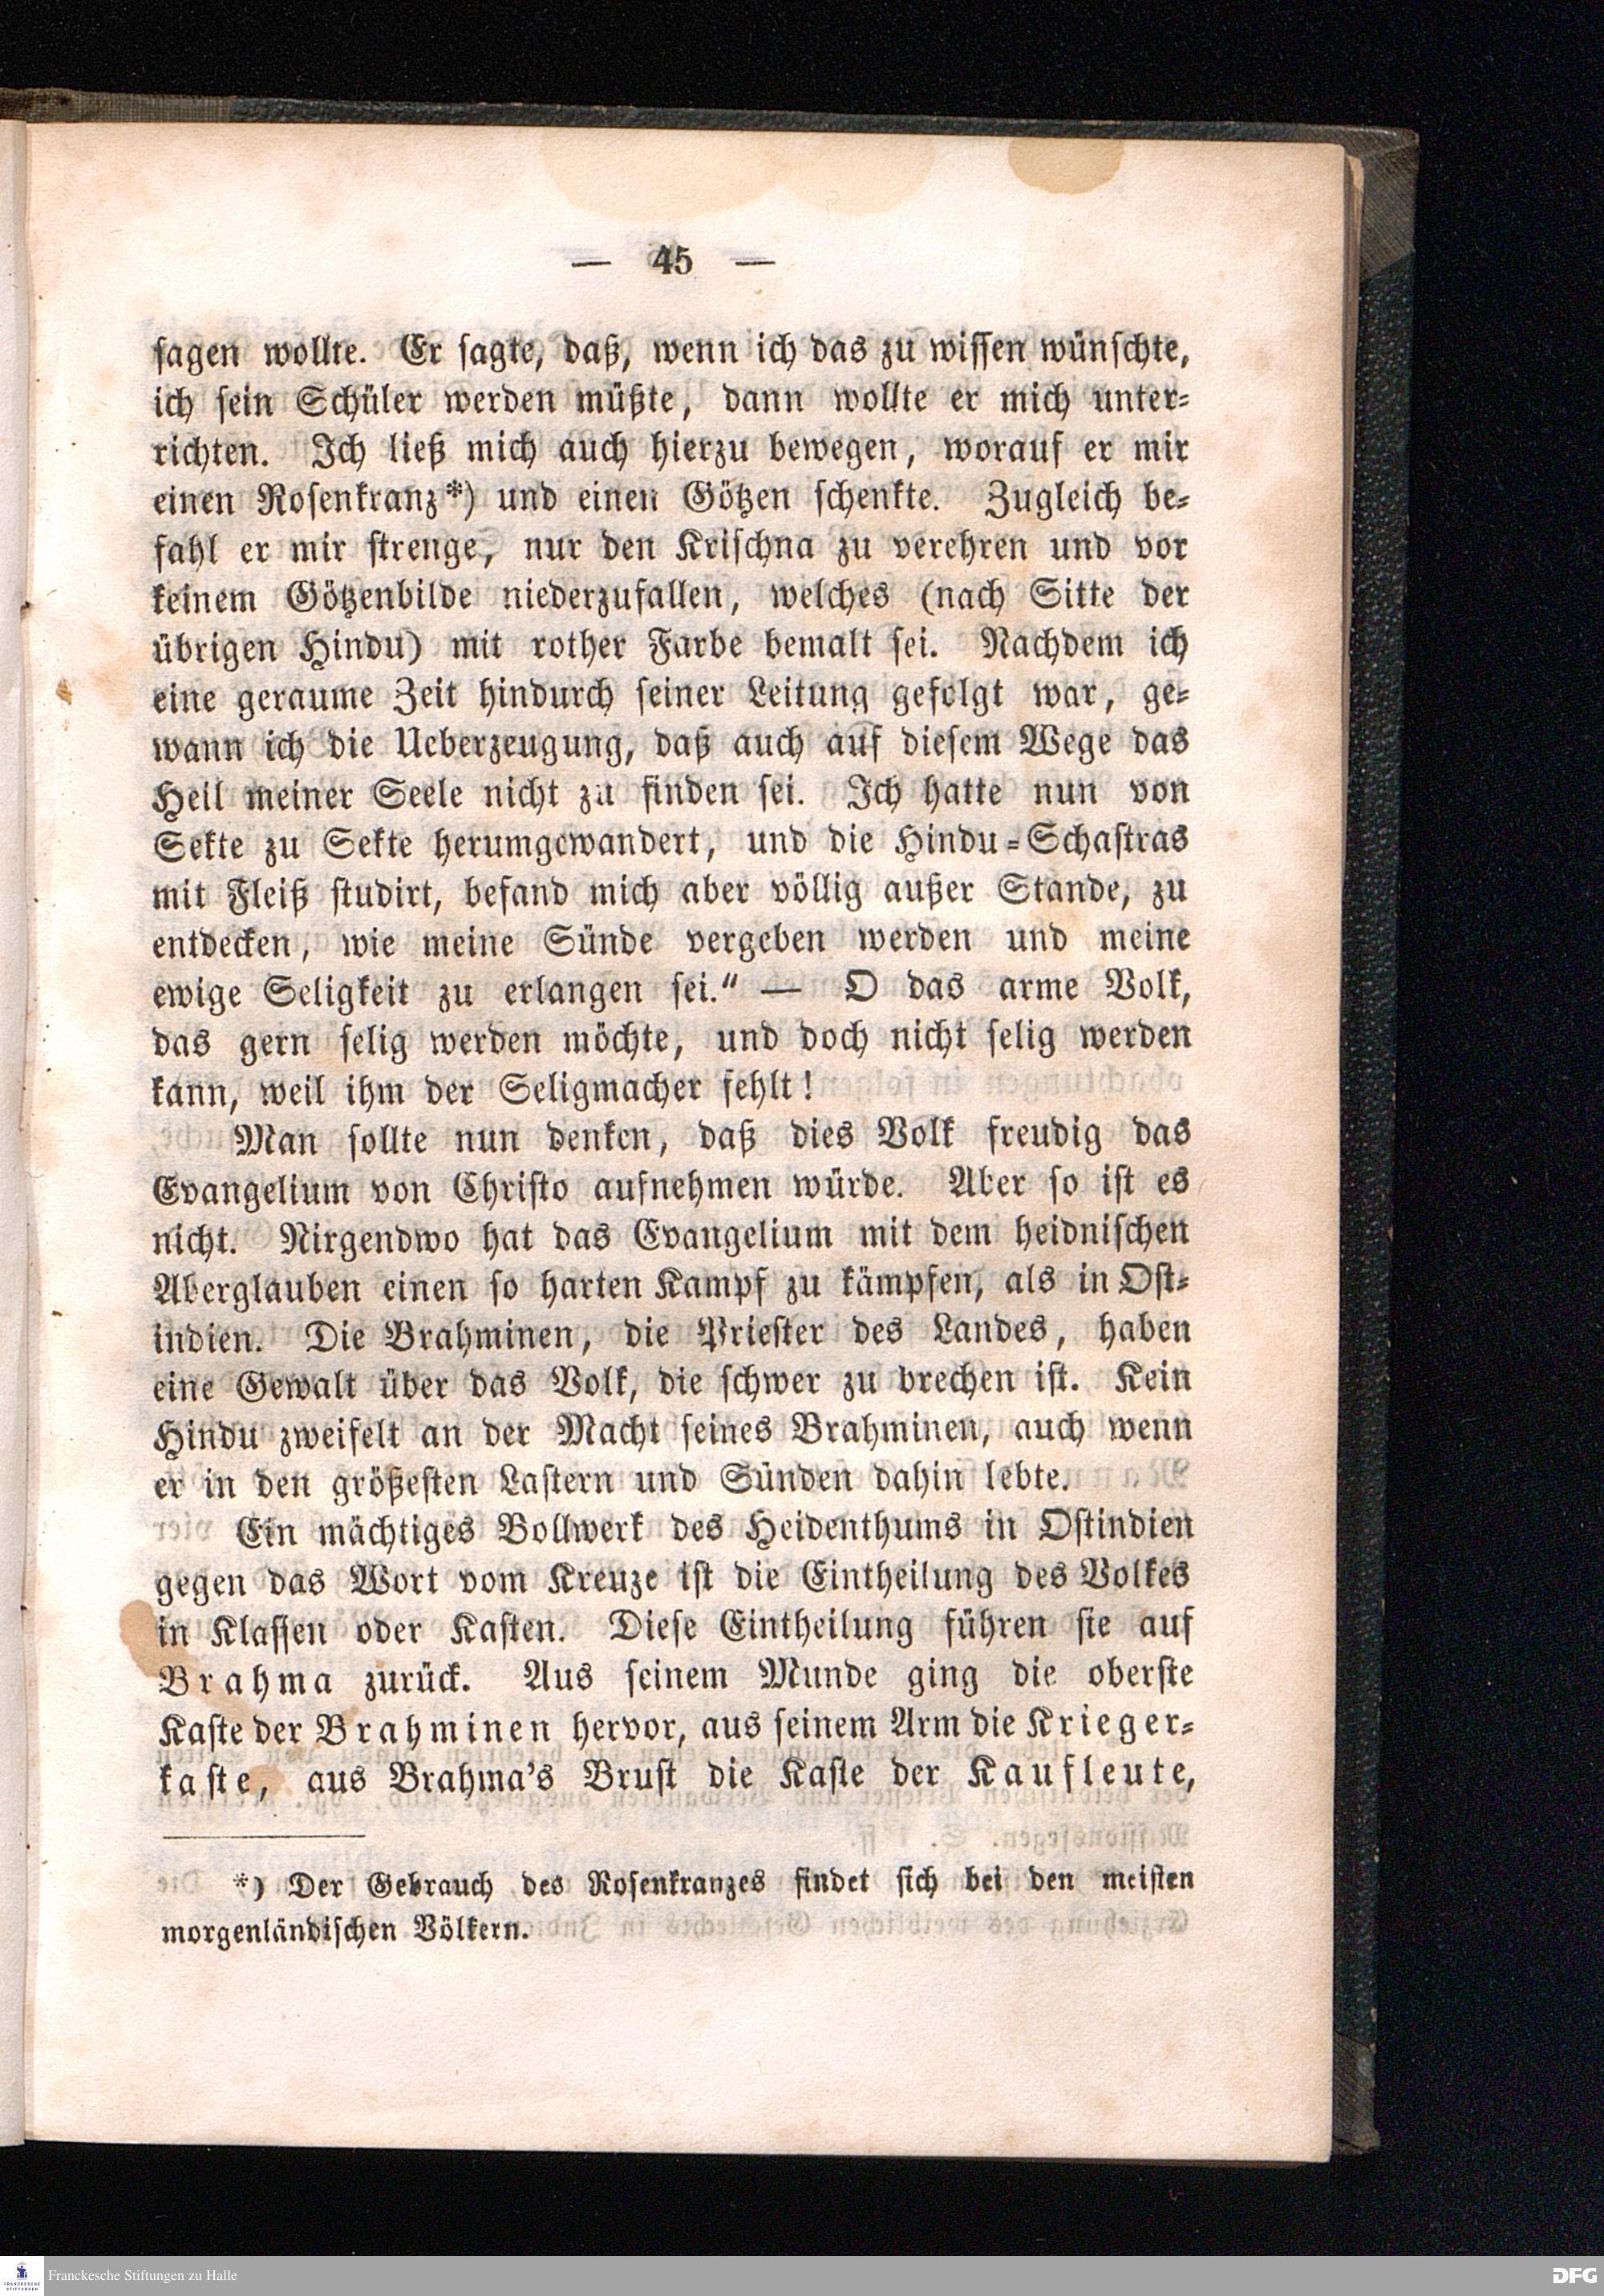 — 45 —
sagen wollte. Er sagte, daß, wenn ich das zu wissen wünschte,
ich sein Schüler werden müßte, dann wollte er mich unter-
richten. Ich ließ mich auch hierzu bewegen, worauf er mir
einen Rosenkranz*) und einen Götzen schenkte. Zugleich be-
fahl er mir strenge, nur den Krischna zu verehren und vor
keinem Götzenbilde niederzufallen, welches (nach Sitte der
übrigen Hindu) mit rother Farbe bemalt sei. Nachdem ich
eine geraume Zeit hindurch seiner Leitung gefolgt war, ge-
wann ich die Ueberzeugung, daß auch auf diesem Wege das
Heil meiner Seele nicht zu finden sei. Ich hatte nun von
Sekte zu Sekte herumgewandert, und die Hindu-Schastras
mit Fleiß studirt, befand mich aber völlig außer Stande, zu
entdecken, wie meine Sünde vergeben werden und meine
ewige Seligkeit zu erlangen sei.“ — O das arme Volk,
das gern selig werden möchte, und doch nicht selig werden
kann, weil ihm der Seligmacher fehlt!
Man sollte nun denken, daß dies Volk freudig das
Evangelium von Christo aufnehmen würde. Aber so ist es
nicht. Nirgendwo hat das Evangelium mit dem heidnischen
Aberglauben einen so harten Kampf zu kämpfen, als in Ost-
indien. Die Brahminen, die Priester des Landes, haben
eine Gewalt über das Volk, die schwer zu brechen ist. Kein
Hindu zweifelt an der Macht seines Brahminen, auch wenn
er in den größesten Lastern und Sünden dahin lebte.
Ein mächtiges Bollwerk des Heidenthums in Ostindien
gegen das Wort vom Kreuze ist die Eintheilung des Volkes
in Klassen oder Kasten. Diese Eintheilung führen sie auf
Brahma zurück. Aus seinem Munde ging die oberste
Kaste der Brahminen hervor, aus seinem Arm die Krieger-
kaste, aus Brahma's Brust die Kaste der Kaufleute,
*) Der Gebrauch des Rosenkranzes findet sich bei den meisten
morgenländischen Völkern.
FRANCKESCHE STIFTUNGEN
Franckesche Stiftungen zu Halle
DFG